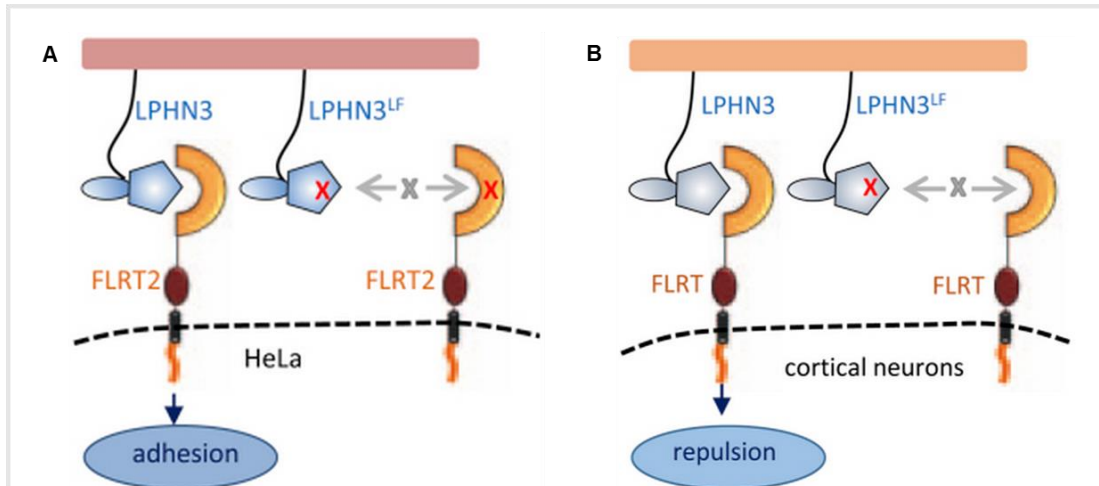 A
LPHN3
LPHN3LF
X
X
X
FLRT2
FLRT2
HeLa
adhesion
B
LPHN3
LPHN3LF
X
X
FLRT
FLRT
cortical neurons
repulsion